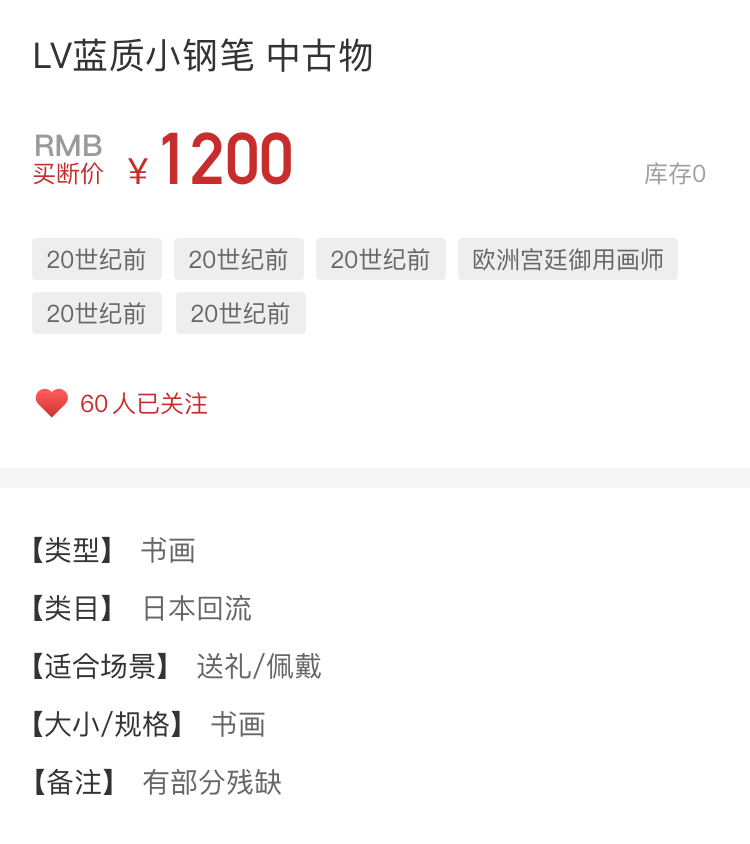 LV蓝质小钢笔 中古物
RMB
买断价 ¥ 1200
库存0
20世纪前 20世纪前 20世纪前 欧洲宫廷御用画师
20世纪前 20世纪前
60人已关注
【类型】 书画
【类目】 日本回流
【适合场景】 送礼/佩戴
【大小/规格】 书画
【备注】 有部分残缺